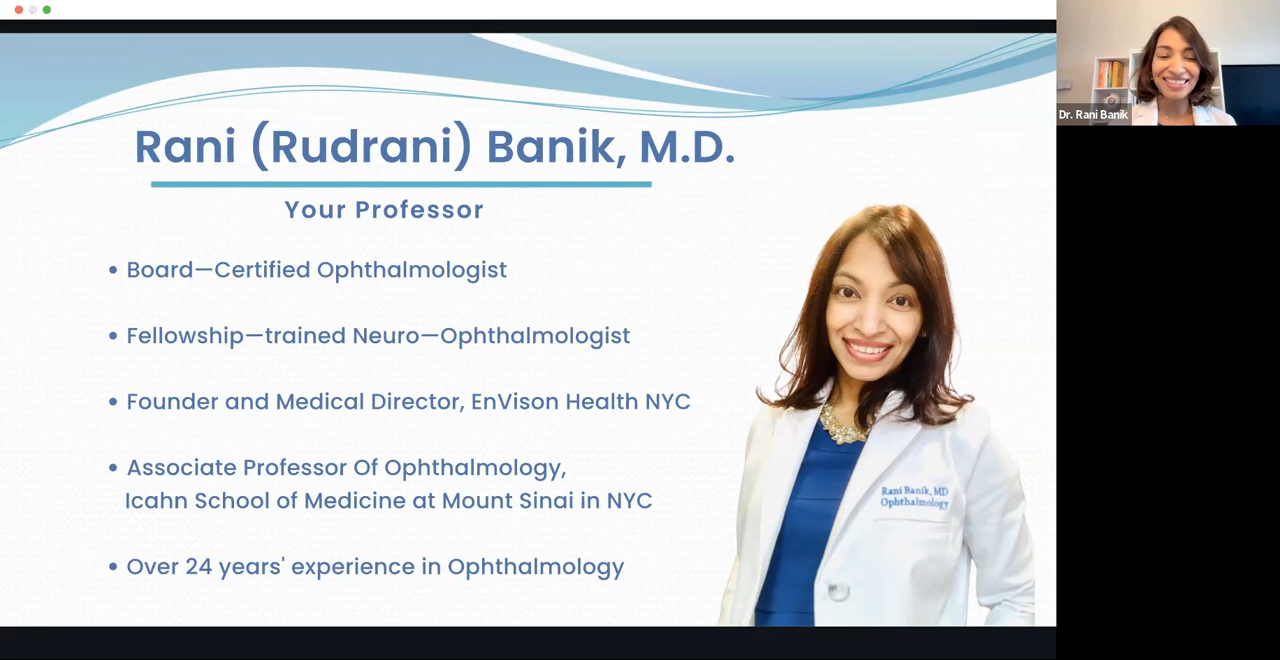 Rani (Rudrani) Banik, M.D.
Your Professor
• Board—Certified Ophthalmologist
• Fellowship—trained Neuro—Ophthalmologist
• Founder and Medical Director, EnVison Health NYC
• Associate Professor Of Ophthalmology,
Icahn School of Medicine at Mount Sinai in NYC
• Over 24 years' experience in Ophthalmology
Rani Banik, MD
Ophthalmology
Dr. Rani Banik